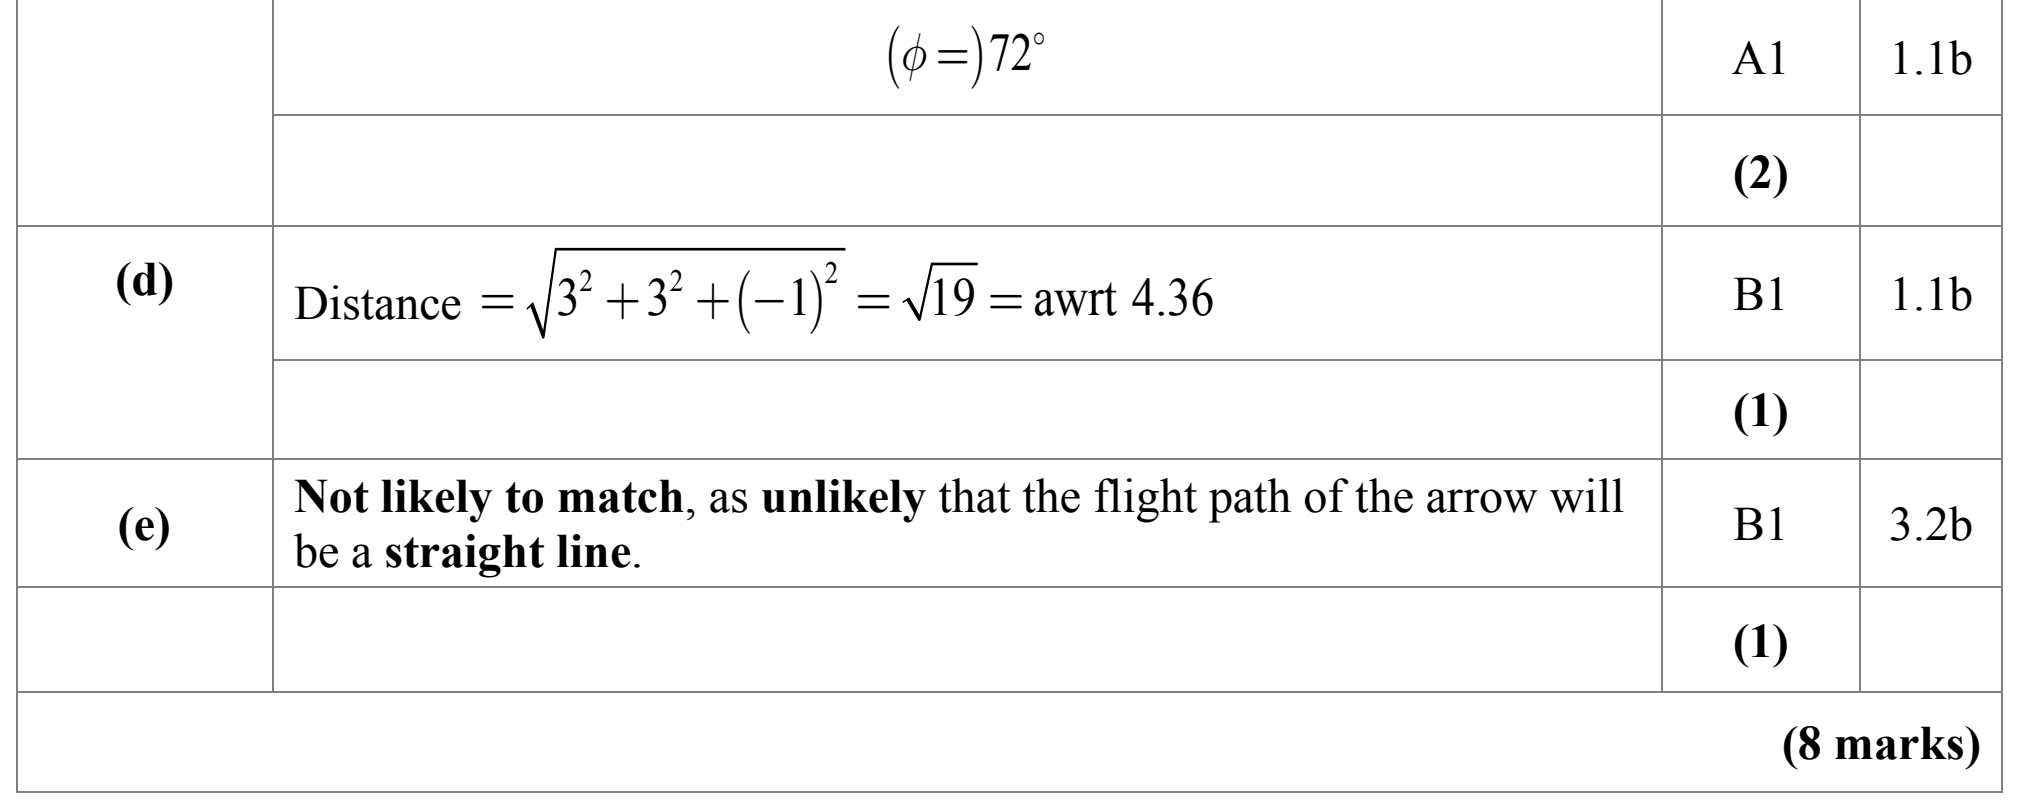 (ϕ=)72° A1 1.1b
(2)
(d) Distance = √(3² + 3² + (−1)²) = √19 = awrt 4.36 B1 1.1b
(1)
(e) Not likely to match, as unlikely that the flight path of the arrow will
be a straight line. B1 3.2b
(1)
(8 marks)